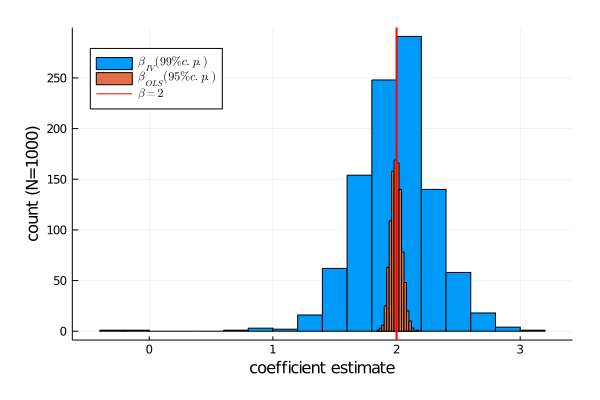 β_IV (99% c. p.)
β_OLS (95% c. p.)
β = 2
count (N=1000)
250
200
150
100
50
0
0 1 2 3
coefficient estimate